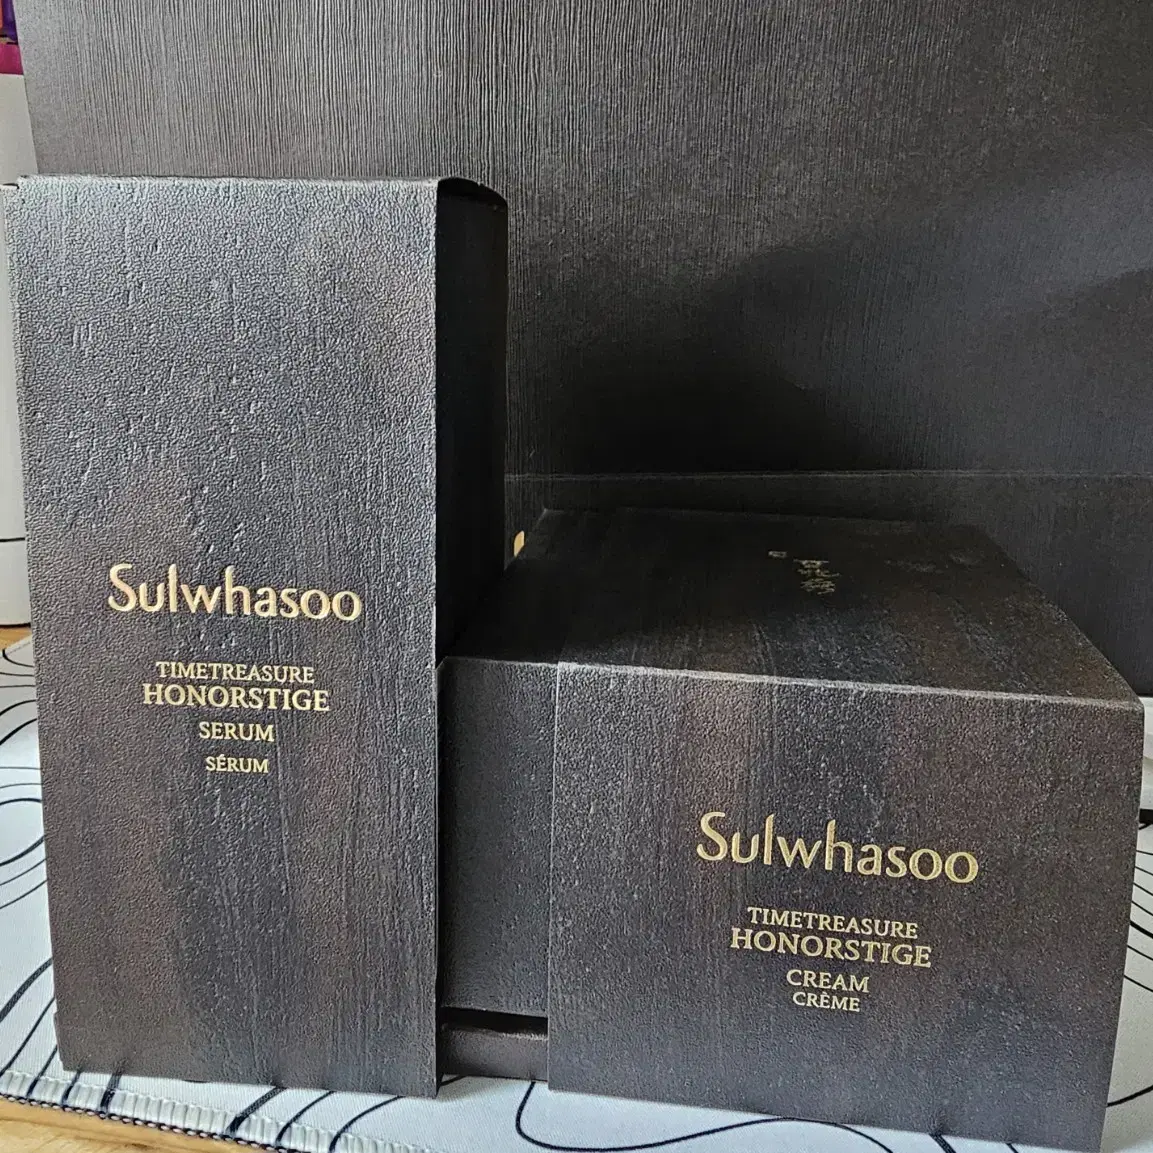 Sulwhasoo
TIMETREASURE
HONORSTIGE
SERUM
SÉRUM
Sulwhasoo
TIMETREASURE
HONORSTIGE
CREAM
CRÈME